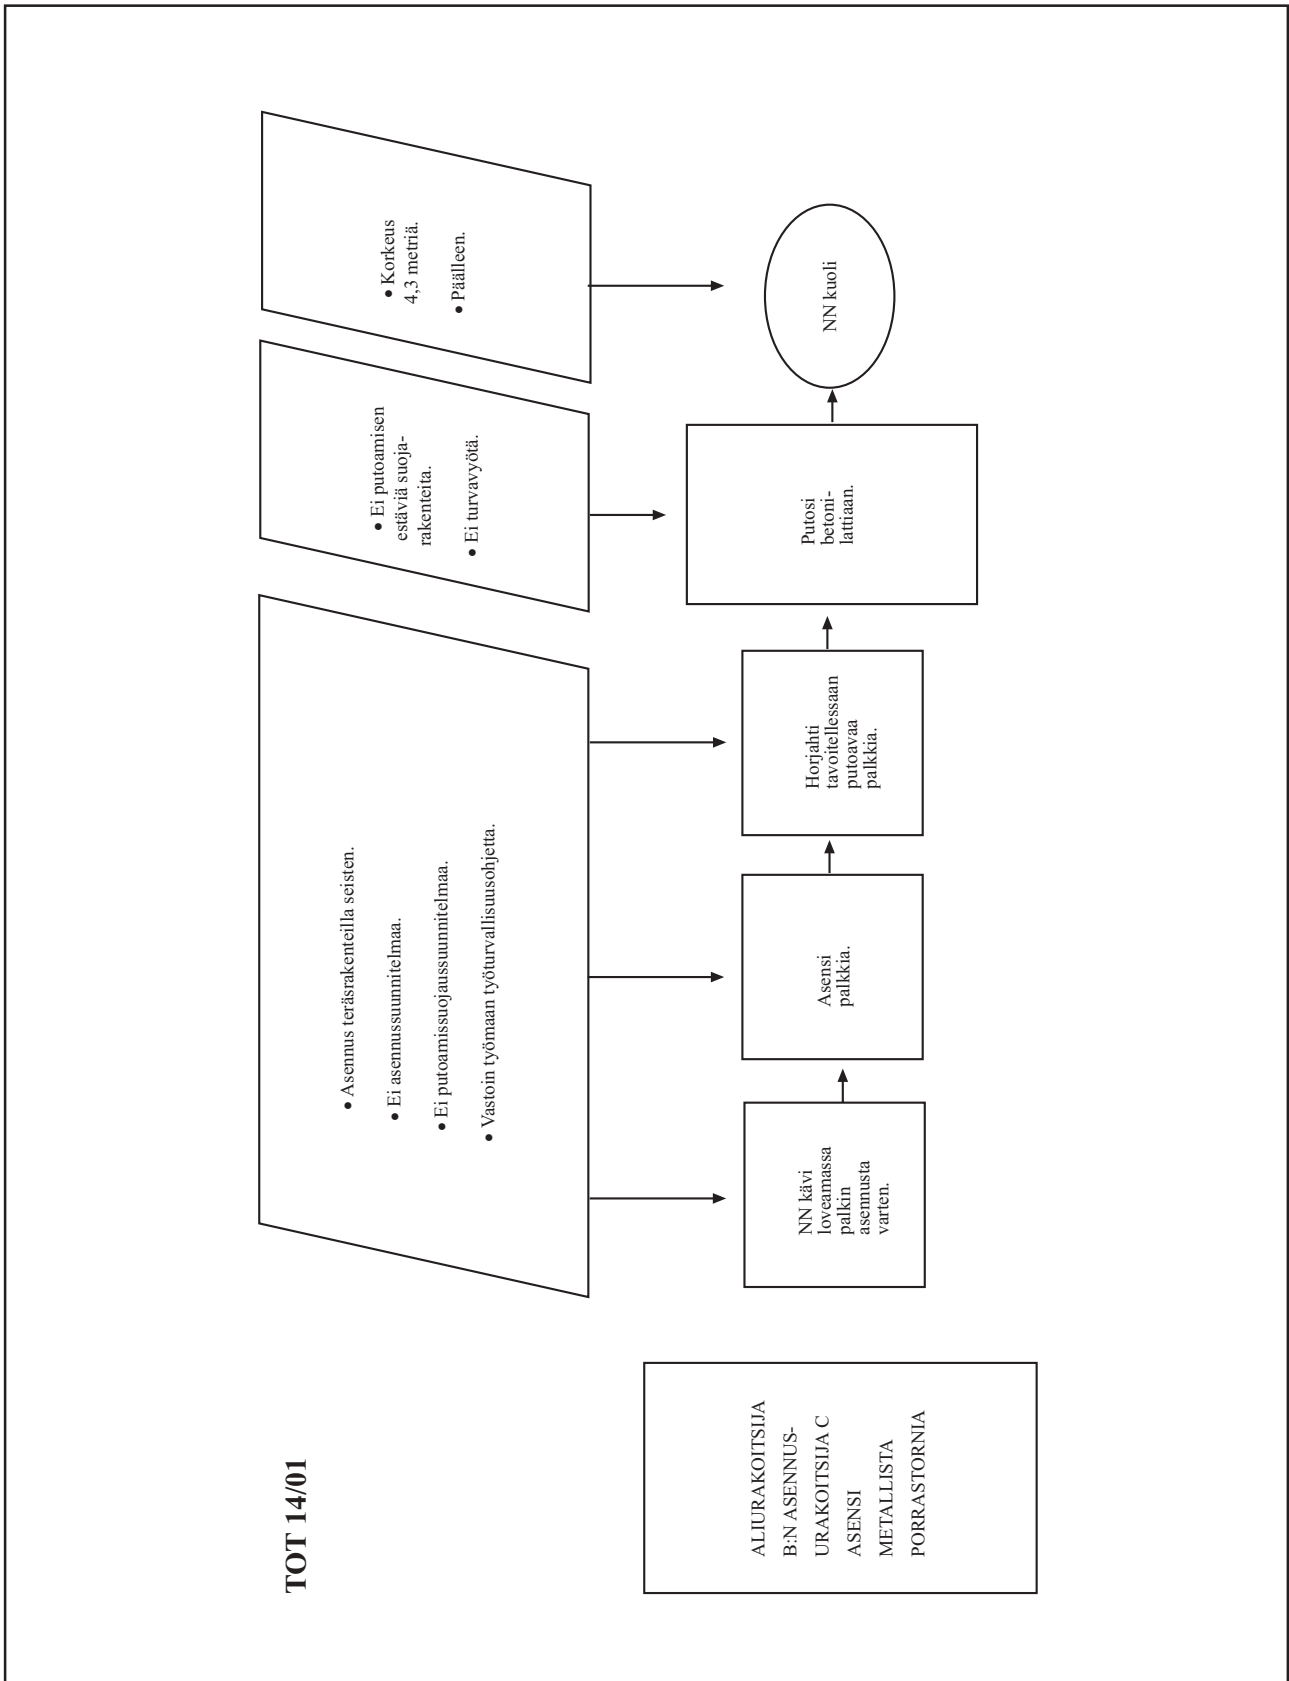 TOT 14/01
ALIURAKOITSIJA
B:N ASENNUS-
URAKOITSIJA C
ASENSI
METALLISTA
PORRASTORNIA
• Asennus teräsrakenteilla seisten.
• Ei asennussuunnitelmaa.
• Ei putoamissuojaussuunnitelmaa.
• Vastoin työmaan työturvallisuusohjetta.
NN kävi
loveamassa
palkin
asennusta
varten.
Asensi
palkkia.
Horjahti
tavoitellessaan
putoavaa
palkkia.
• Ei putoamisen
estäviä suoja-
rakenteita.
• Ei turvavyötä.
Putosi
betoni-
lattiaan.
• Korkeus
4,3 metriä.
• Päälleen.
NN kuoli